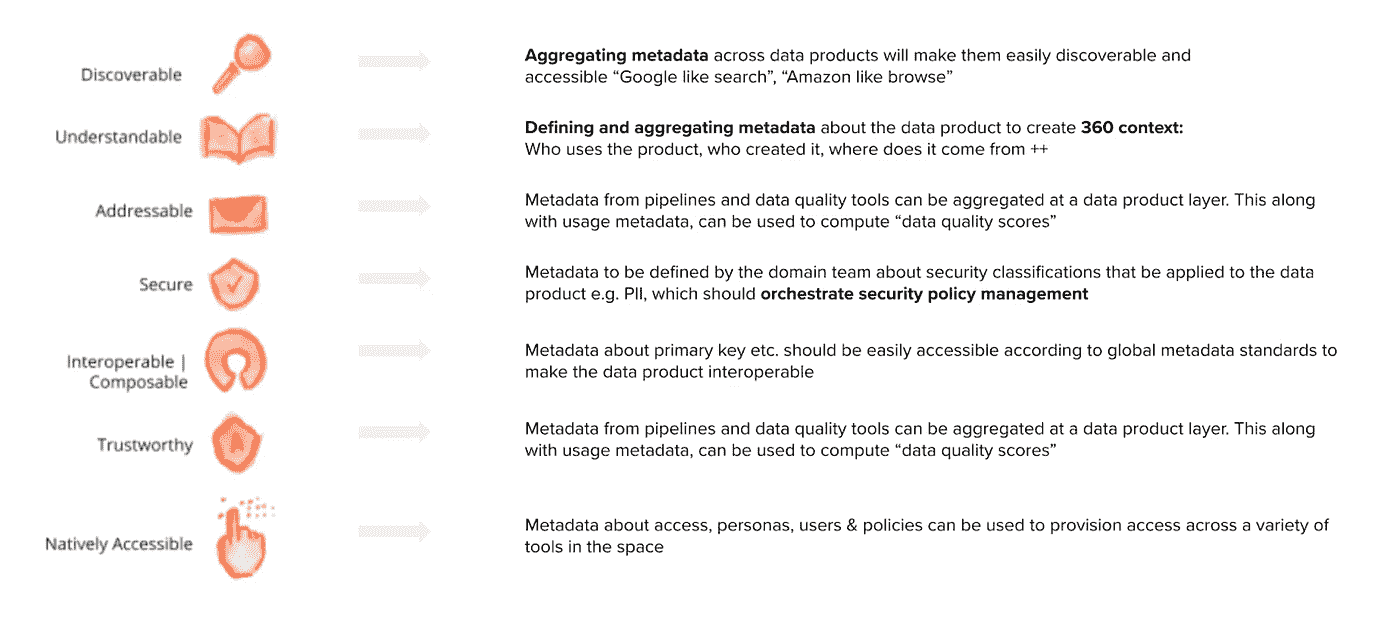 Discoverable
Aggregating metadata across data products will make them easily discoverable and
accessible “Google like search”, “Amazon like browse”
Understandable
Defining and aggregating metadata about the data product to create 360 context:
Who uses the product, who created it, where does it come from ++
Addressable
Metadata from pipelines and data quality tools can be aggregated at a data product layer. This along
with usage metadata, can be used to compute “data quality scores”
Secure
Metadata to be defined by the domain team about security classifications that be applied to the data
product e.g. PII, which should orchestrate security policy management
Interoperable |
Composable
Metadata about primary key etc. should be easily accessible according to global metadata standards to
make the data product interoperable
Trustworthy
Metadata from pipelines and data quality tools can be aggregated at a data product layer. This along
with usage metadata, can be used to compute “data quality scores”
Natively Accessible
Metadata about access, personas, users & policies can be used to provision access across a variety of
tools in the space